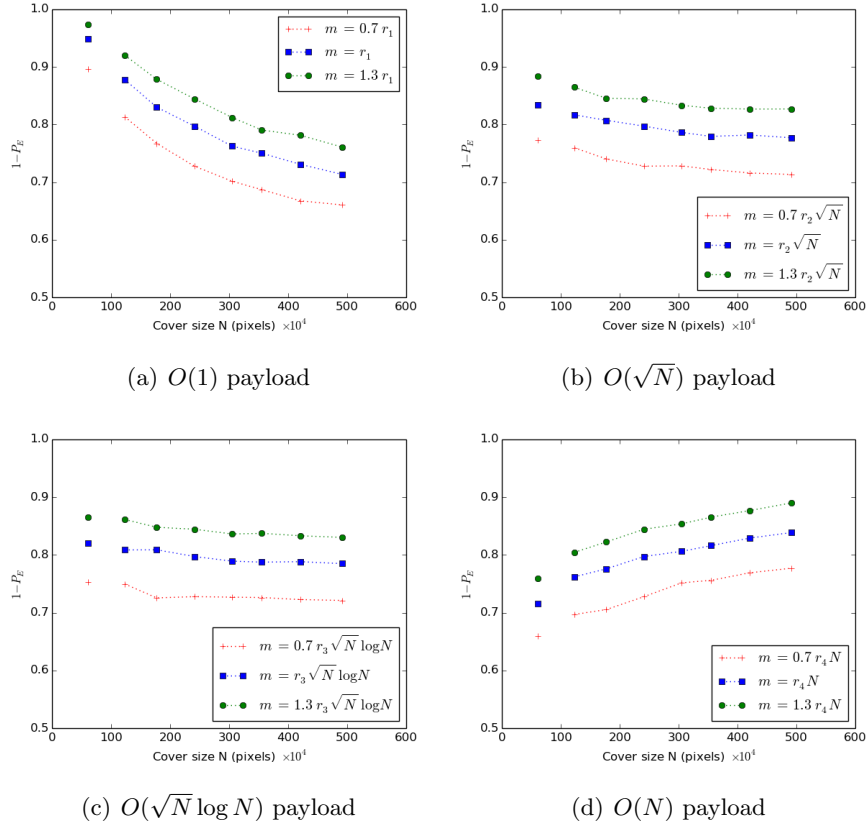 1.0
0.9
0.8
0.7
0.6
0.5
1−P_E
0 100 200 300 400 500 600
Cover size N (pixels) ×10^4
m = 0.7 r_1
m = r_1
m = 1.3 r_1
(a) O(1) payload
1.0
0.9
0.8
0.7
0.6
0.5
1−P_E
0 100 200 300 400 500 600
Cover size N (pixels) ×10^4
m = 0.7 r_2 √N
m = r_2 √N
m = 1.3 r_2 √N
(b) O(√N) payload
1.0
0.9
0.8
0.7
0.6
0.5
1−P_E
0 100 200 300 400 500 600
Cover size N (pixels) ×10^4
m = 0.7 r_3 √N logN
m = r_3 √N logN
m = 1.3 r_3 √N logN
(c) O(√N log N) payload
1.0
0.9
0.8
0.7
0.6
0.5
1−P_E
0 100 200 300 400 500 600
Cover size N (pixels) ×10^4
m = 0.7 r_4 N
m = r_4 N
m = 1.3 r_4 N
(d) O(N) payload